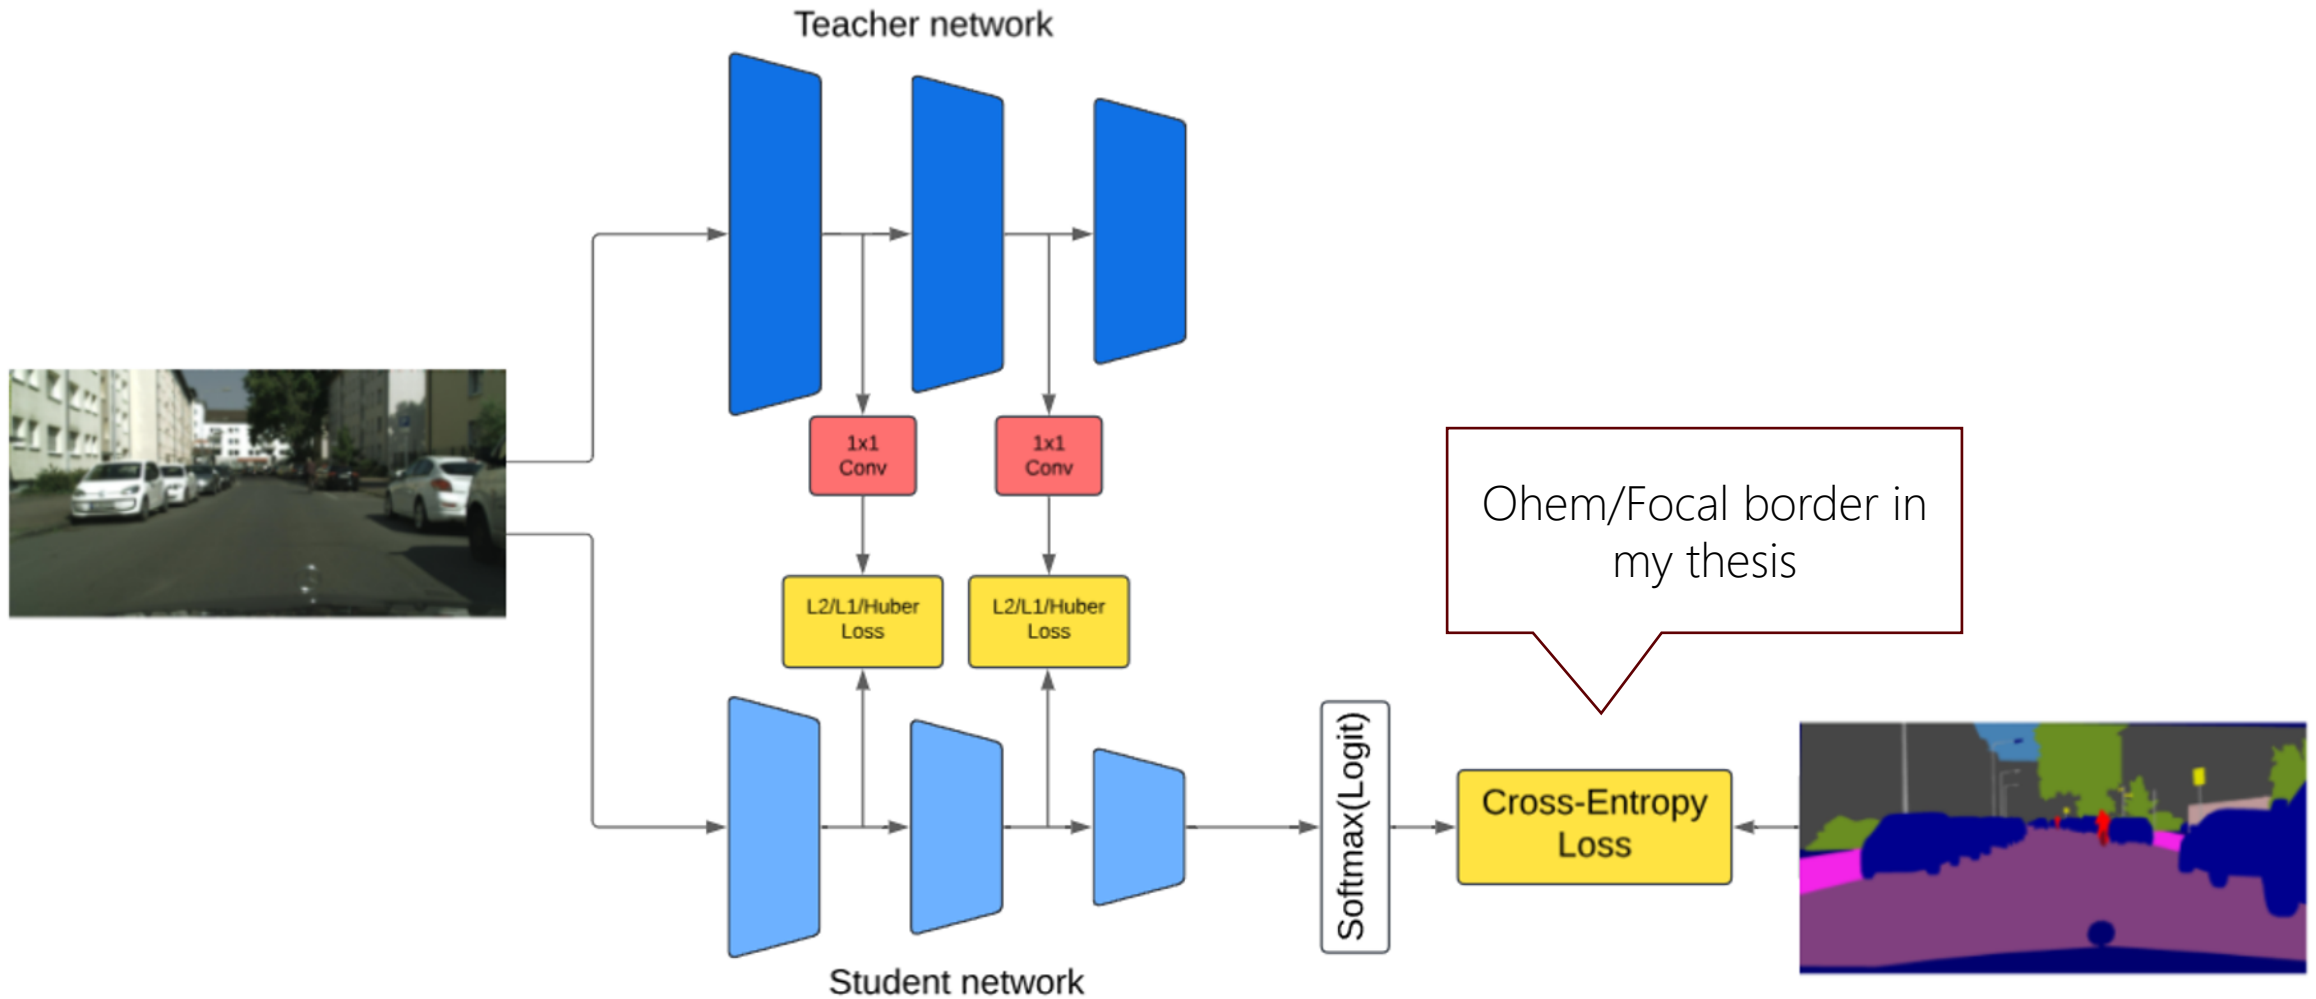 Teacher network
1x1
Conv
1x1
Conv
L2/L1/Huber
Loss
L2/L1/Huber
Loss
Ohem/Focal border in
my thesis
Softmax(Logit)
Cross-Entropy
Loss
Student network